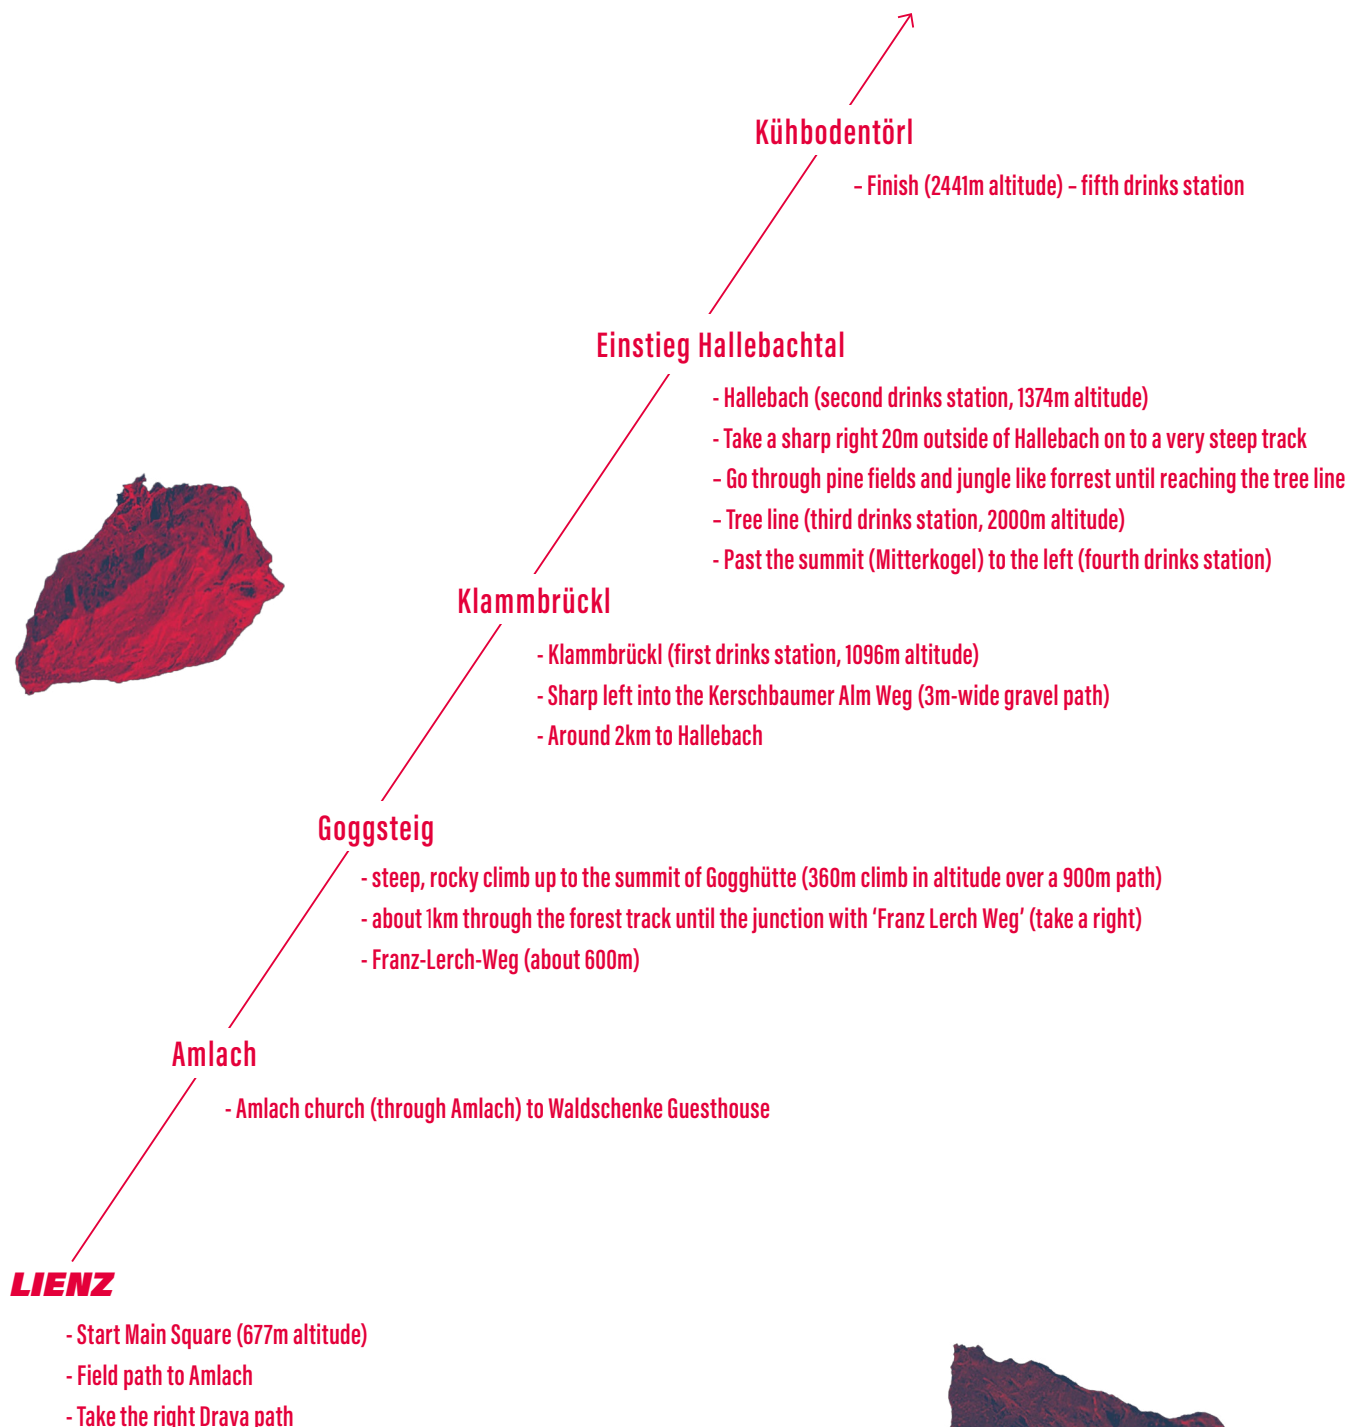 Kühbodentörl
– Finish (2441m altitude) – fifth drinks station
Einstieg Hallebachtal
- Hallebach (second drinks station, 1374m altitude)
- Take a sharp right 20m outside of Hallebach on to a very steep track
– Go through pine fields and jungle like forrest until reaching the tree line
– Tree line (third drinks station, 2000m altitude)
- Past the summit (Mitterkogel) to the left (fourth drinks station)
Klammbrückl
- Klammbrückl (first drinks station, 1096m altitude)
- Sharp left into the Kerschbaumer Alm Weg (3m-wide gravel path)
- Around 2km to Hallebach
Goggsteig
- steep, rocky climb up to the summit of Gogghütte (360m climb in altitude over a 900m path)
- about 1km through the forest track until the junction with ‘Franz Lerch Weg’ (take a right)
- Franz-Lerch-Weg (about 600m)
Amlach
- Amlach church (through Amlach) to Waldschenke Guesthouse
LIENZ
- Start Main Square (677m altitude)
- Field path to Amlach
- Take the right Drava path